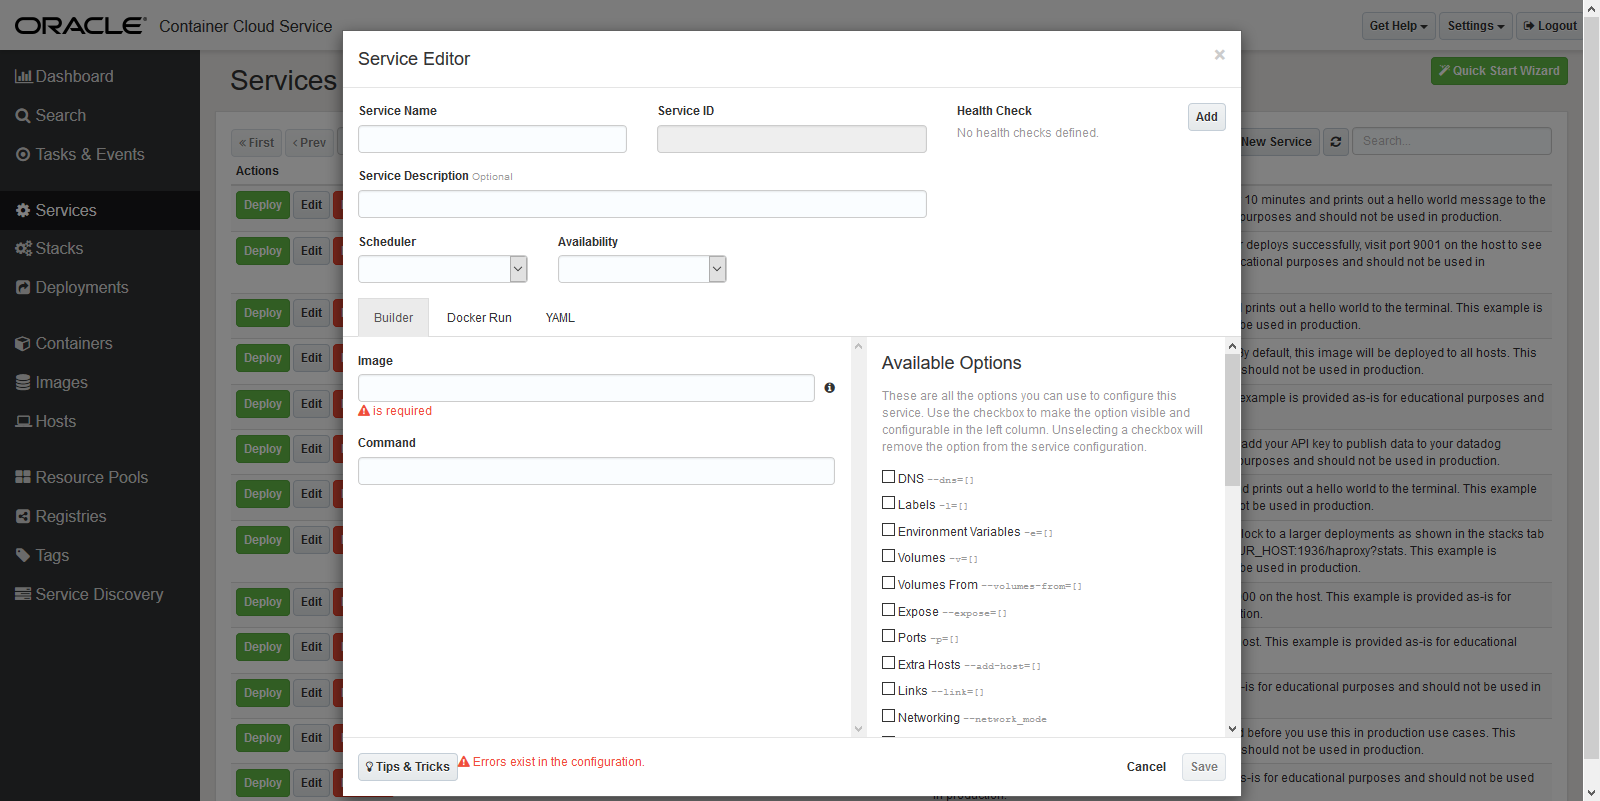 ORACLE Container Cloud Service
Get Help
Settings
Logout
Dashboard
Search
Tasks & Events
Services
Stacks
Deployments
Containers
Images
Hosts
Resource Pools
Registries
Tags
Service Discovery
Services
Quick Start Wizard
« First
‹ Prev
New Service
Search...
Actions
Deploy Edit
10 minutes and prints out a hello world message to the
purposes and should not be used in production.
Deploy Edit
deploys successfully, visit port 9001 on the host to see
cational purposes and should not be used in
Deploy Edit
prints out a hello world to the terminal. This example is
be used in production.
Deploy Edit
By default, this image will be deployed to all hosts. This
should not be used in production.
Deploy Edit
example is provided as-is for educational purposes and
Deploy Edit
add your API key to publish data to your datadog
purposes and should not be used in production.
Deploy Edit
d prints out a hello world to the terminal. This example
ot be used in production.
Deploy Edit
lock to a larger deployments as shown in the stacks tab
UR_HOST:1936/haproxy?stats. This example is
be used in production.
Deploy Edit
00 on the host. This example is provided as-is for
tion.
Deploy Edit
ost. This example is provided as-is for educational
Deploy Edit
-is for educational purposes and should not be used in
Deploy Edit
d before you use this in production use cases. This
should not be used in production.
Deploy Edit
s-is for educational purposes and should not be used
in production.
Service Editor
×
Service Name
Service ID
Health Check
Add
No health checks defined.
Service Description Optional
Scheduler
Availability
Builder
Docker Run
YAML
Image
is required
Command
Available Options
These are all the options you can use to configure this
service. Use the checkbox to make the option visible and
configurable in the left column. Unselecting a checkbox will
remove the option from the service configuration.
DNS --dns=[]
Labels -l=[]
Environment Variables -e=[]
Volumes -v=[]
Volumes From --volumes-from=[]
Expose --expose=[]
Ports -p=[]
Extra Hosts --add-host=[]
Links --link=[]
Networking --network_mode
Tips & Tricks
Errors exist in the configuration.
Cancel
Save